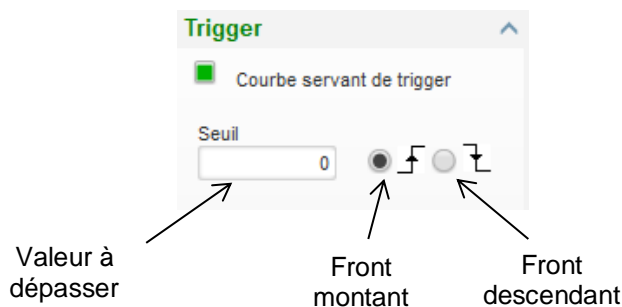 Trigger
Courbe servant de trigger
Seuil
0
Valeur à
dépasser
Front
montant
Front
descendant